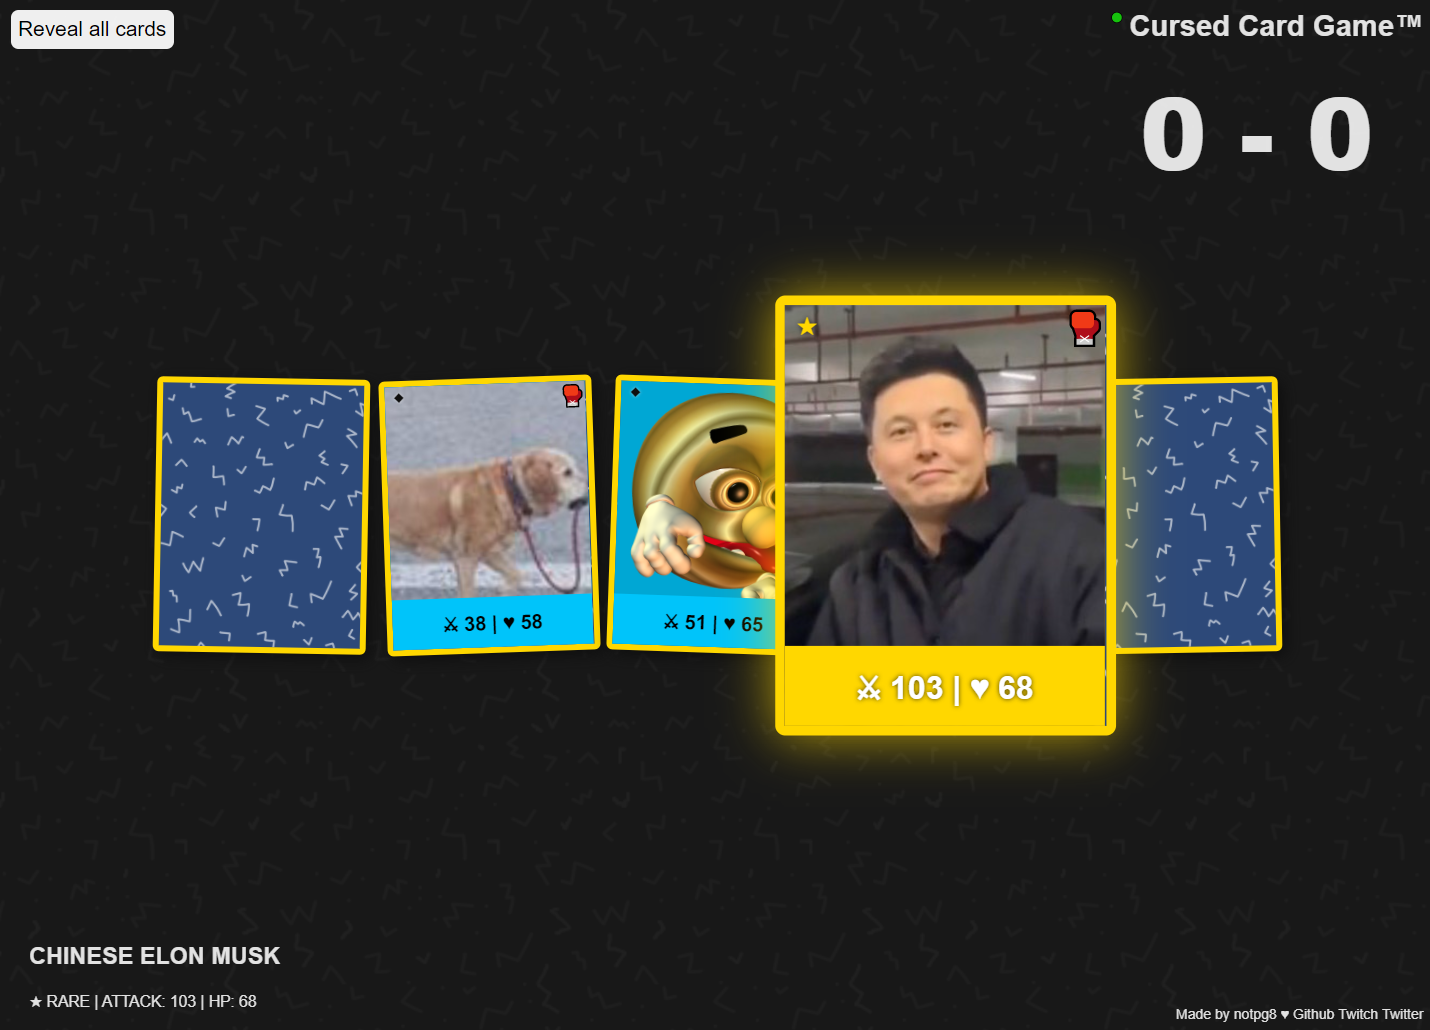 Reveal all cards
Cursed Card Game™
0 - 0
⚔ 38 | ♥ 58
⚔ 51 | ♥ 65
⚔ 103 | ♥ 68
CHINESE ELON MUSK
★ RARE | ATTACK: 103 | HP: 68
Made by notpg8 ♥ Github Twitch Twitter